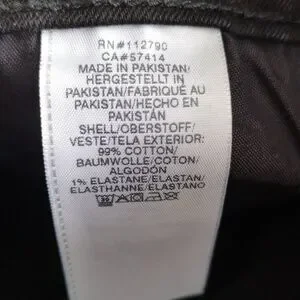 RN#112790
CA#57414
MADE IN PAKISTAN/
HERGESTELLT IN
PAKISTAN/FABRIQUÉ AU
PAKISTAN/HECHO EN
PAKISTÁN
SHELL/OBERSTOFF/
VESTE/TELA EXTERIOR:
99% COTTON/
BAUMWOLLE/COTON/
ALGODÓN
1% ELASTANE/ELASTAN/
ELASTHANNE/ELASTANO